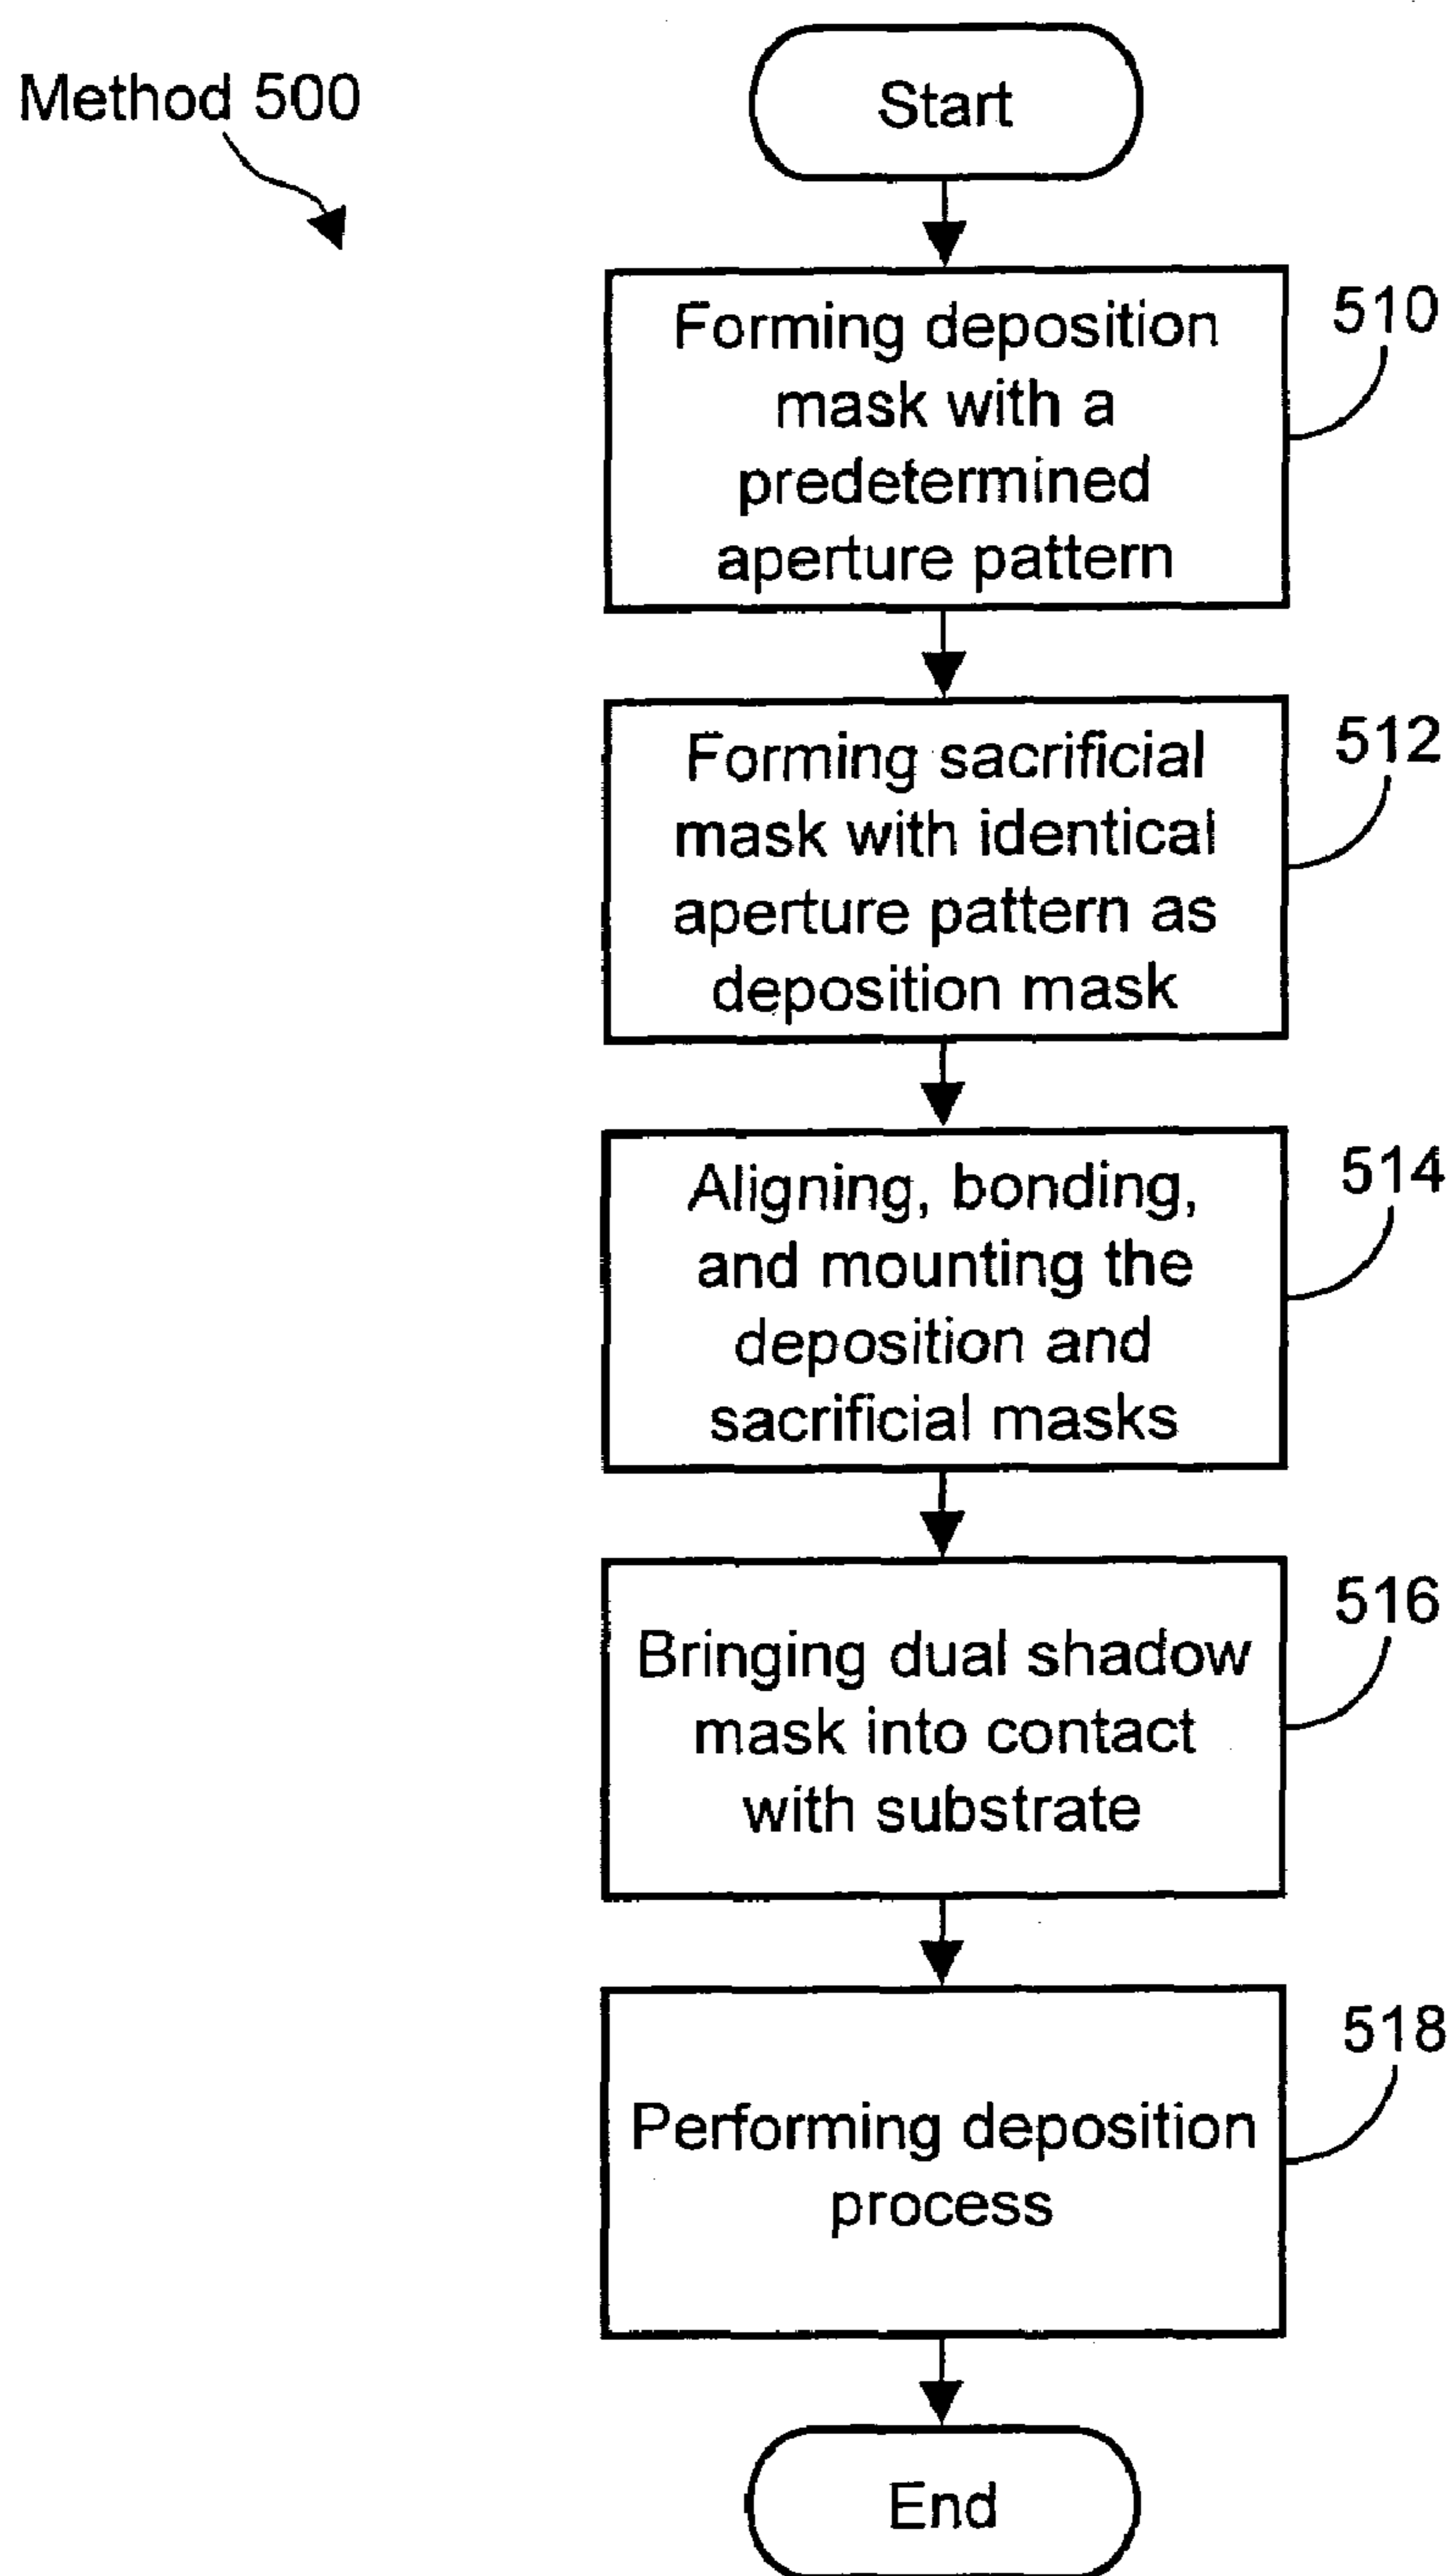 Method 500
Start
Forming deposition
mask with a
predetermined
aperture pattern
510
Forming sacrificial
mask with identical
aperture pattern as
deposition mask
512
Aligning, bonding,
and mounting the
deposition and
sacrificial masks
514
Bringing dual shadow
mask into contact
with substrate
516
Performing deposition
process
518
End